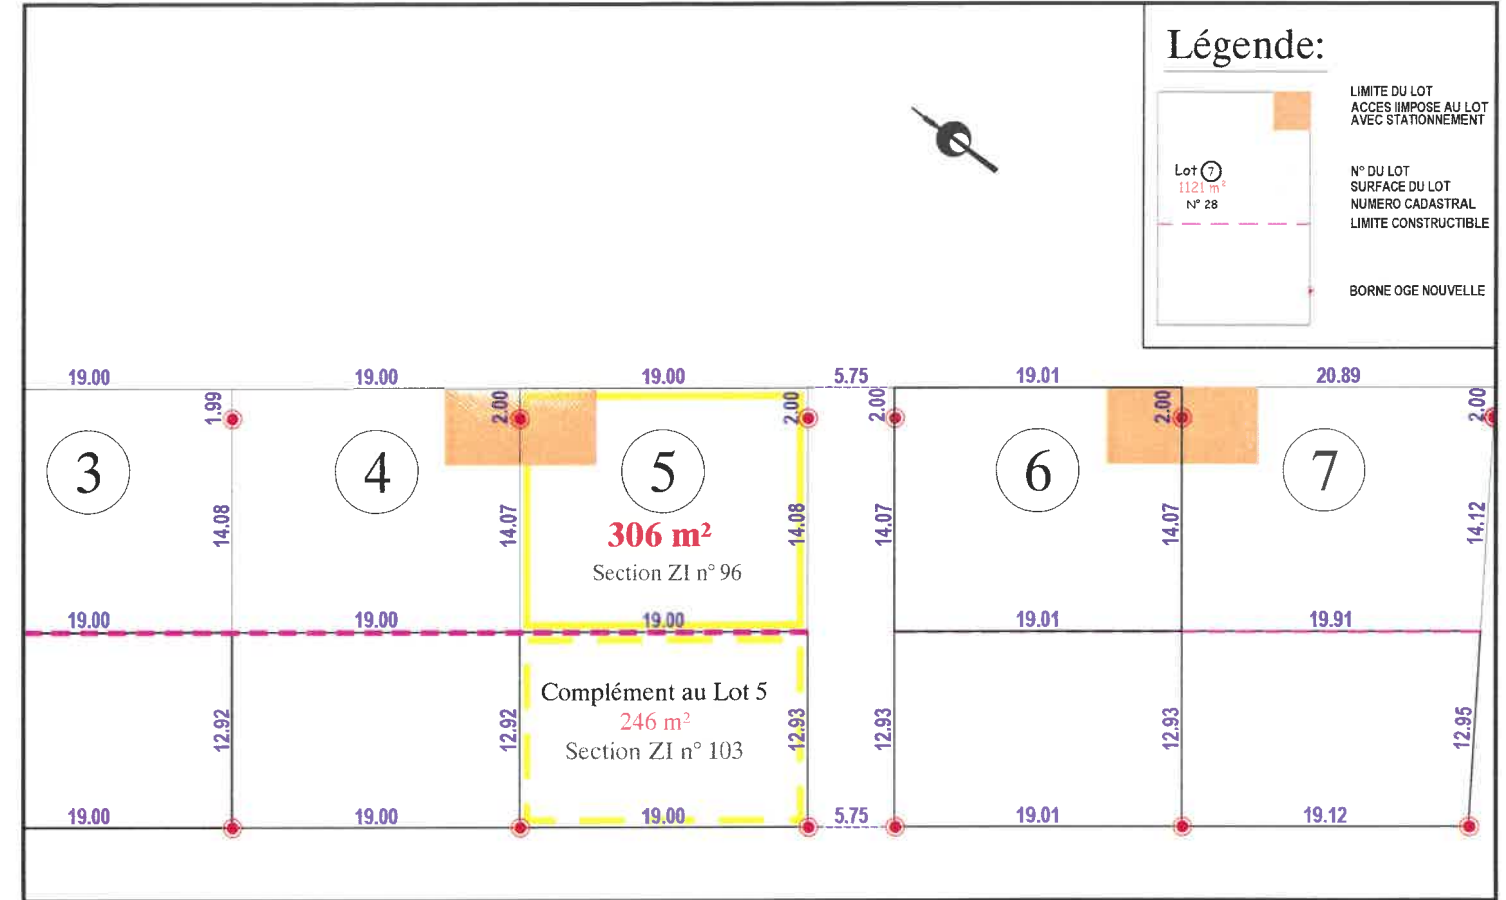 Légende:
LIMITE DU LOT
ACCES IIMPOSE AU LOT
AVEC STATIONNEMENT
Lot 7
1121 m²
N° 28
N° DU LOT
SURFACE DU LOT
NUMERO CADASTRAL
LIMITE CONSTRUCTIBLE
BORNE OGE NOUVELLE
19.00 19.00 19.00 5.75 19.01 20.89
1.99 2.00 2.00 2.00 2.00 2.00
3 4 5 6 7
14.08 14.07 14.08 14.07 14.07 14.12
306 m²
Section ZI n° 96
19.00 19.00 19.00 19.01 19.91
Complément au Lot 5
246 m²
Section ZI n° 103
12.92 12.92 12.93 12.93 12.93 12.95
19.00 19.00 19.00 5.75 19.01 19.12